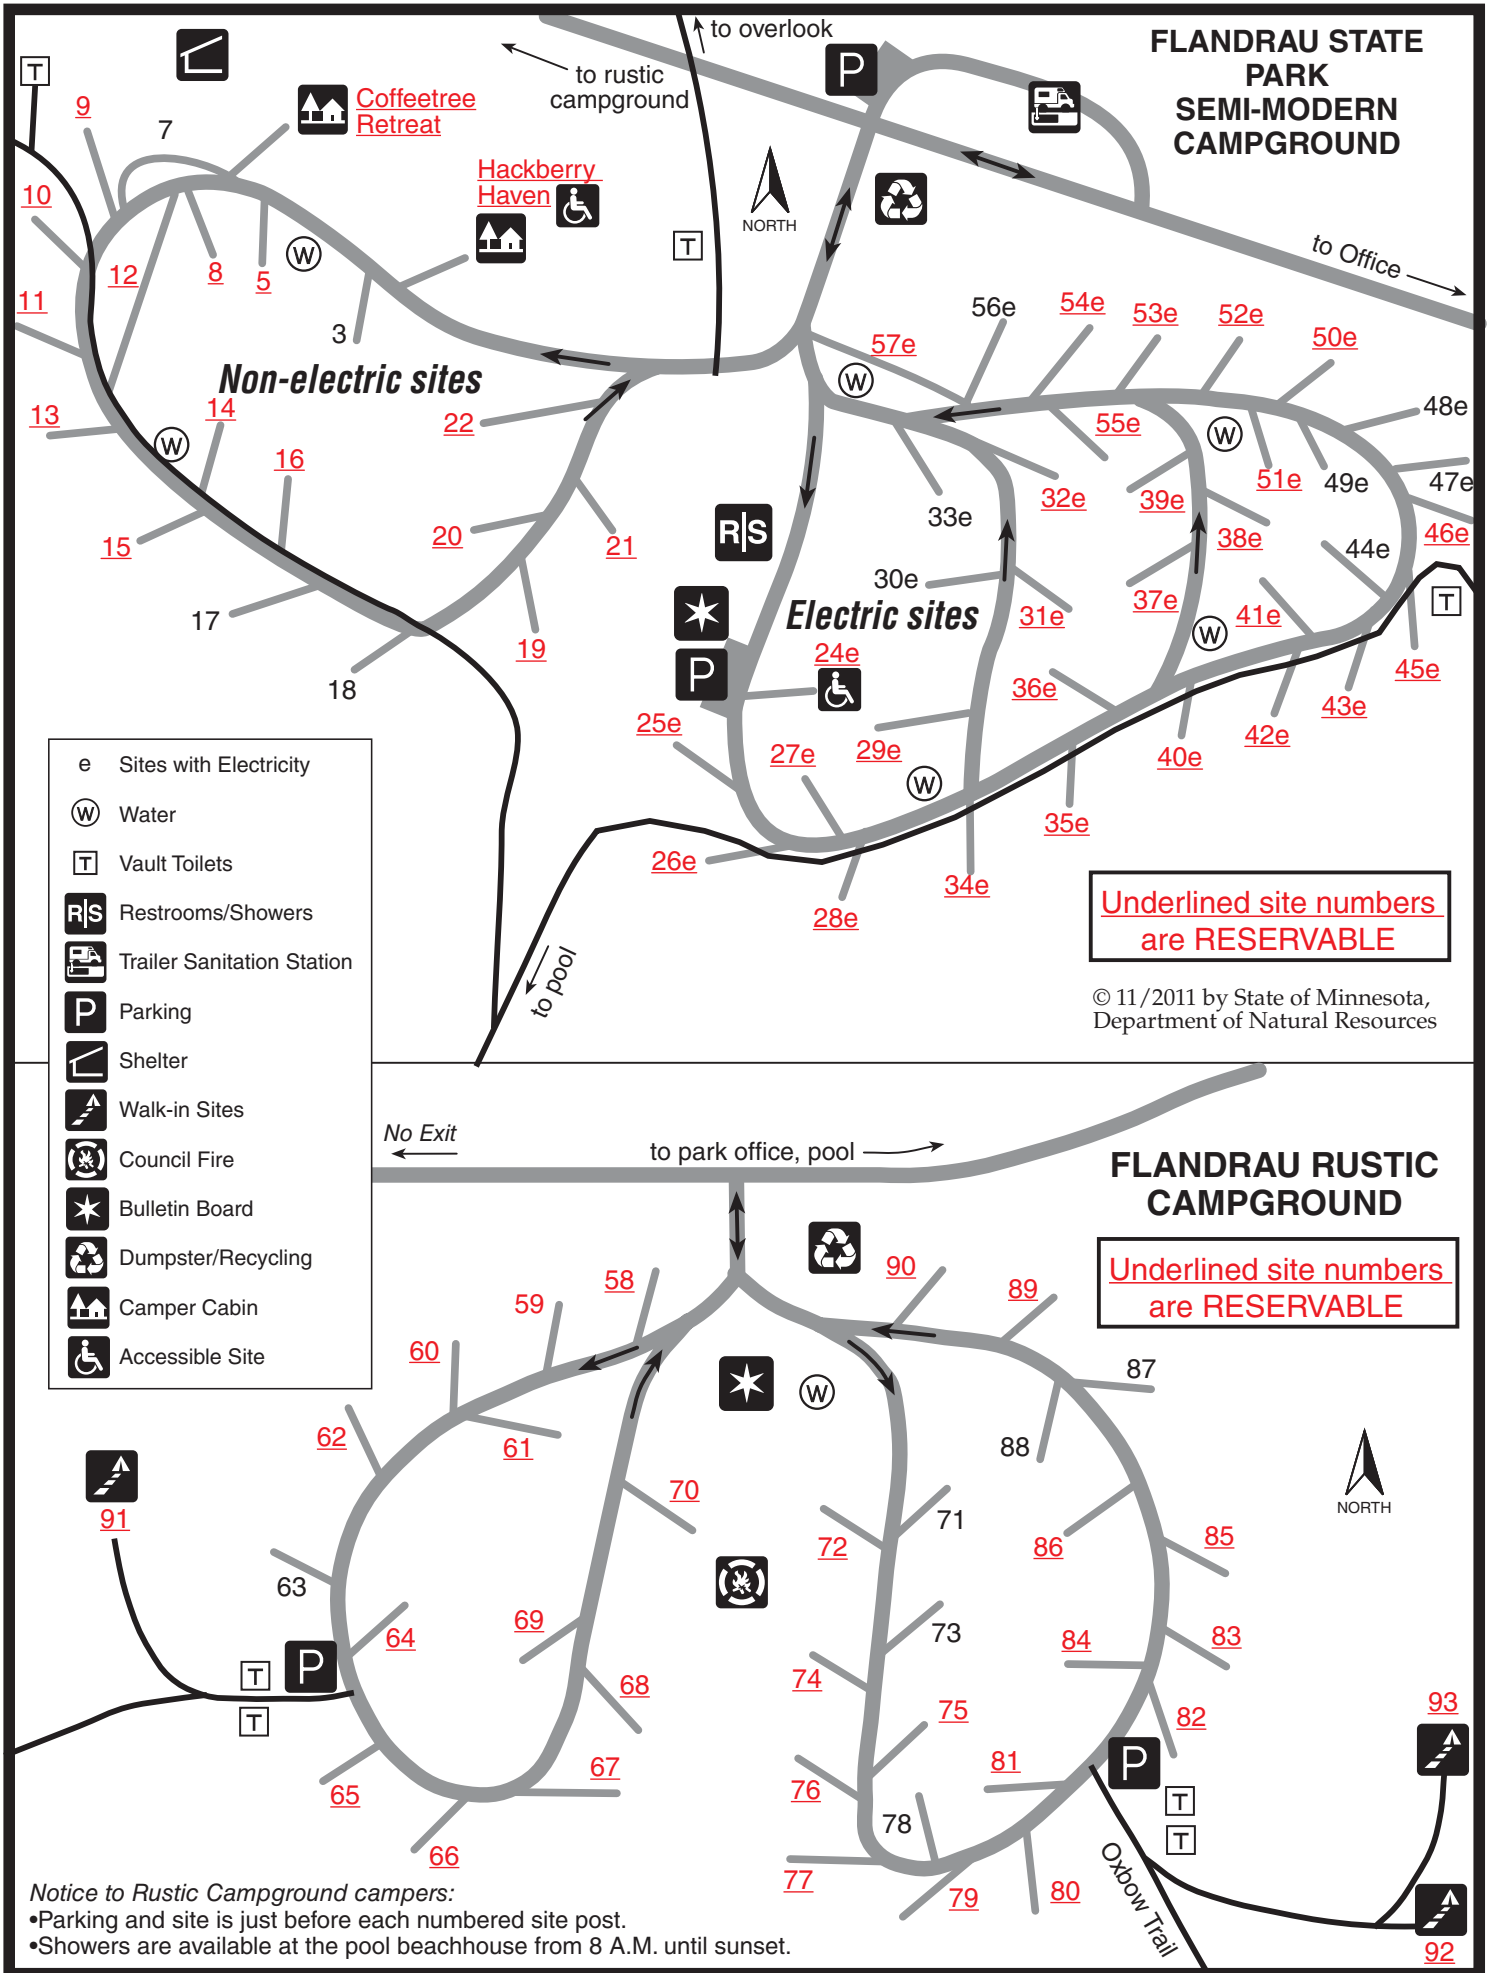 FLANDRAU STATE
PARK
SEMI-MODERN
CAMPGROUND
to overlook
to rustic
campground
P
T
Coffeetree
Retreat
9
7
10
Hackberry
Haven
NORTH
T
to Office
12
8
5
W
11
3
Non-electric sites
56e
54e
53e
52e
50e
57e
W
48e
13
14
W
22
55e
W
16
51e
49e
47e
15
20
21
33e
32e
39e
38e
46e
R|S
44e
30e
17
31e
37e
41e
T
Electric sites
19
W
24e
18
P
36e
45e
25e
43e
27e
29e
42e
40e
W
35e
26e
34e
28e
to pool
Underlined site numbers
are RESERVABLE
© 11/2011 by State of Minnesota,
Department of Natural Resources
e Sites with Electricity
W Water
T Vault Toilets
R|S Restrooms/Showers
Trailer Sanitation Station
P Parking
Shelter
Walk-in Sites
Council Fire
Bulletin Board
Dumpster/Recycling
Camper Cabin
Accessible Site
No Exit
to park office, pool
FLANDRAU RUSTIC
CAMPGROUND
Underlined site numbers
are RESERVABLE
58
90
89
59
60
87
W
62
61
88
70
91
71
72
86
85
NORTH
63
69
64
73
84
83
P
T
74
68
T
75
82
93
67
81
P
65
76
T
78
T
66
77
79
80
Oxbow Trail
92
Notice to Rustic Campground campers:
•Parking and site is just before each numbered site post.
•Showers are available at the pool beachhouse from 8 A.M. until sunset.